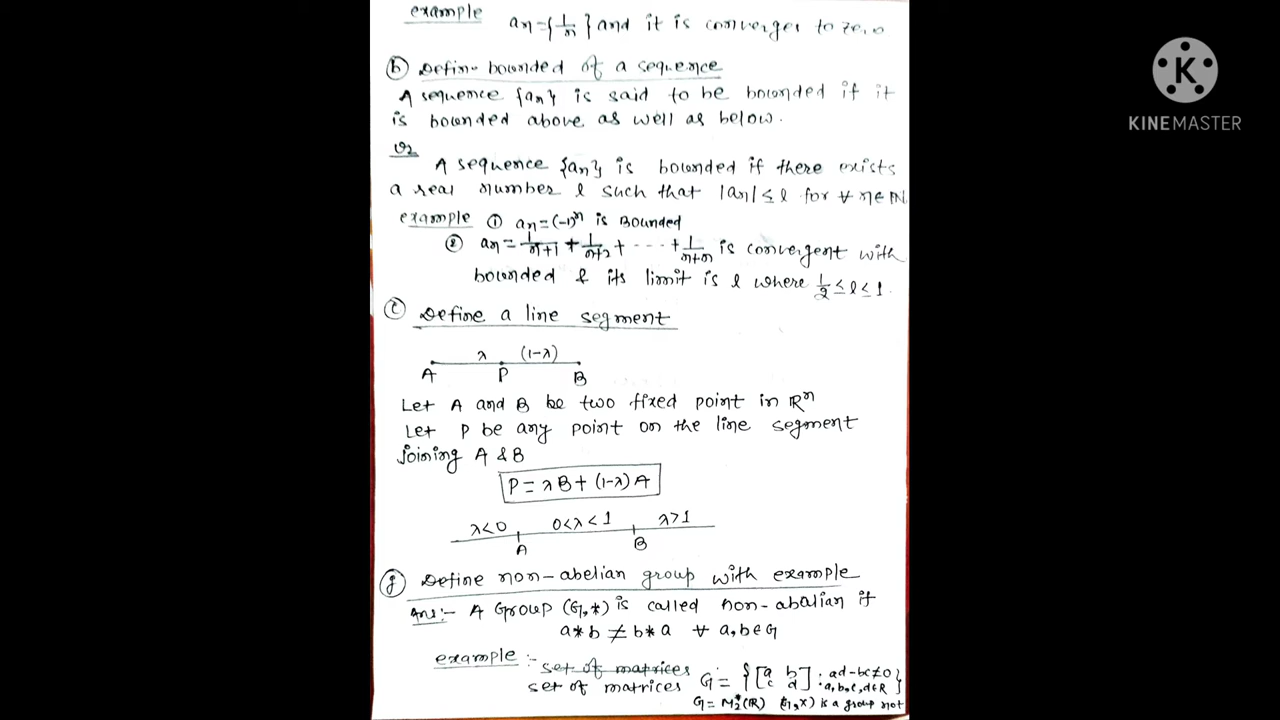 example an={1/n} and it is converges to zero
(b) Define bounded of a sequence
A sequence {an} is said to be bounded if it
is bounded above as well as below.
Or
A sequence {an} is bounded if there exists
a real number l such that |an| ≤ l for ∀ n∈N
example ① an=(-1)^n is Bounded
② an = 1/n+1 + 1/n+2 + ---- + 1/n+n is convergent with
bounded & its limit is l where 1/2 ≤ l ≤ 1.
(c) Define a line segment
λ (1-λ)
A P B
Let A and B be two fixed point in R^n
Let P be any point on the line segment
joining A & B
P = λB + (1-λ)A
λ<0 0<λ<1 λ>1
A B
Define non-abelian group with example
Ans:- A Group (G,*) is called non-abelian if
a*b ≠ b*a ∀ a,b∈G
example :- set of matrices
set of matrices G = {[a b c d] : ad-bc≠0 a,b,c,d∈R}
G = M2*(R) (G,×) is a group not
K
KINEMASTER